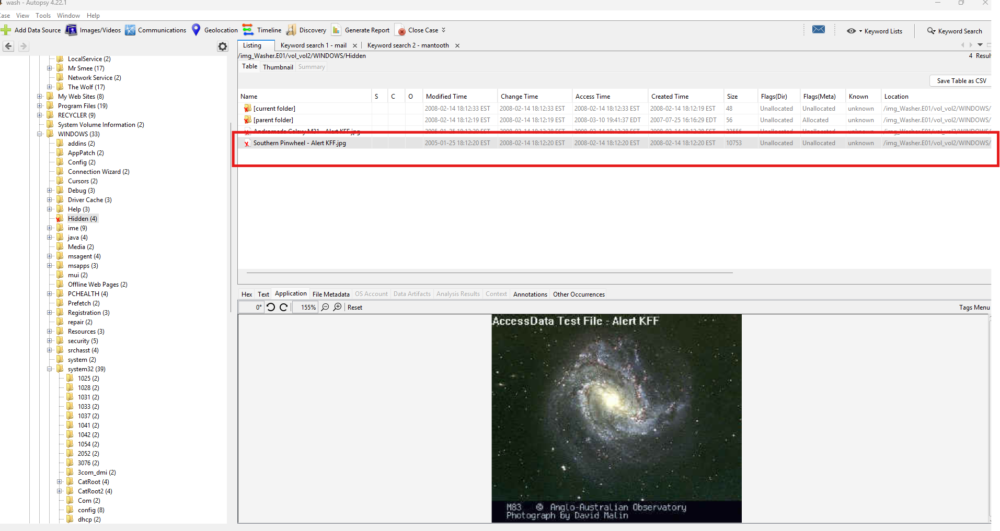 wash - Autopsy 4.22.1
ase View Tools Window Help
Add Data Source Images/Videos Communications Geolocation Timeline Discovery Generate Report Close Case Keyword Lists Keyword Search
Listing Keyword search 1 - mail Keyword search 2 - mantooth
/img_Washer.E01/vol_vol2/WINDOWS/Hidden
4 Result
Table Thumbnail Summary
Save Table as CSV
Name S C O Modified Time Change Time Access Time Created Time Size Flags(Dir) Flags(Meta) Known Location
[current folder] 2008-02-14 18:12:33 EST 2008-02-14 18:12:33 EST 2008-02-14 18:12:33 EST 2008-02-14 18:12:19 EST 48 Unallocated Unallocated unknown /img_Washer.E01/vol_vol2/WINDOWS/
[parent folder] 2008-02-14 18:12:19 EST 2008-02-14 18:12:19 EST 2008-03-10 19:41:37 EDT 2007-07-25 16:16:29 EDT 56 Unallocated Allocated unknown /img_Washer.E01/vol_vol2/WINDOWS/
Andromeda Galaxy M31 - Alert KFF.jpg 2005-01-25 18:12:20 EST
Southern Pinwheel - Alert KFF.jpg 2005-01-25 18:12:20 EST 2008-02-14 18:12:20 EST 2008-02-14 18:12:20 EST 2008-02-14 18:12:20 EST 10753 Unallocated Unallocated unknown /img_Washer.E01/vol_vol2/WINDOWS/
LocalService (2)
Mr Smee (17)
Network Service (2)
The Wolf (17)
My Web Sites (8)
Program Files (19)
RECYCLER (9)
System Volume Information (2)
WINDOWS (33)
addins (2)
AppPatch (2)
Config (2)
Connection Wizard (2)
Cursors (2)
Debug (3)
Driver Cache (3)
Help (3)
Hidden (4)
ime (9)
java (4)
Media (2)
msagent (4)
msapps (3)
mui (2)
Offline Web Pages (2)
PCHEALTH (4)
Prefetch (2)
Registration (3)
repair (2)
Resources (3)
security (5)
srchasst (4)
system (2)
system32 (39)
1025 (2)
1028 (2)
1031 (2)
1033 (2)
1037 (2)
1041 (2)
1042 (2)
1054 (2)
2052 (2)
3076 (2)
3com_dmi (2)
CatRoot (4)
CatRoot2 (4)
Com (2)
config (8)
dhcp (2)
Hex Text Application File Metadata OS Account Data Artifacts Analysis Results Context Annotations Other Occurrences
0° 155% Reset
Tags Menu
AccessData Test File - Alert KFF
M83 © Anglo-Australian Observatory
Photograph by David Malin